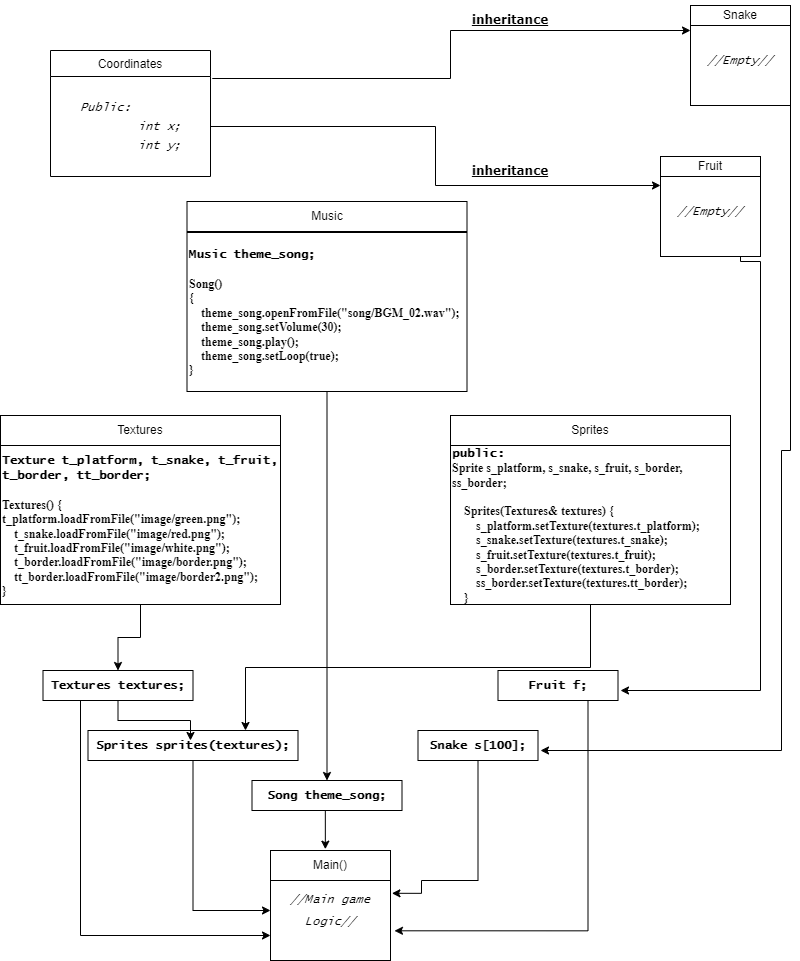 inheritance
Snake
//Empty//
Coordinates
Public:
int x;
int y;
inheritance
Fruit
//Empty//
Music
Music theme_song;
Song()
{
theme_song.openFromFile("song/BGM_02.wav");
theme_song.setVolume(30);
theme_song.play();
theme_song.setLoop(true);
}
Textures
Texture t_platform, t_snake, t_fruit,
t_border, tt_border;
Textures() {
t_platform.loadFromFile("image/green.png");
t_snake.loadFromFile("image/red.png");
t_fruit.loadFromFile("image/white.png");
t_border.loadFromFile("image/border.png");
tt_border.loadFromFile("image/border2.png");
}
Sprites
public:
Sprite s_platform, s_snake, s_fruit, s_border,
ss_border;
Sprites(Textures& textures) {
s_platform.setTexture(textures.t_platform);
s_snake.setTexture(textures.t_snake);
s_fruit.setTexture(textures.t_fruit);
s_border.setTexture(textures.t_border);
ss_border.setTexture(textures.tt_border);
}
Textures textures;
Fruit f;
Sprites sprites(textures);
Snake s[100];
Song theme_song;
Main()
//Main game
Logic//